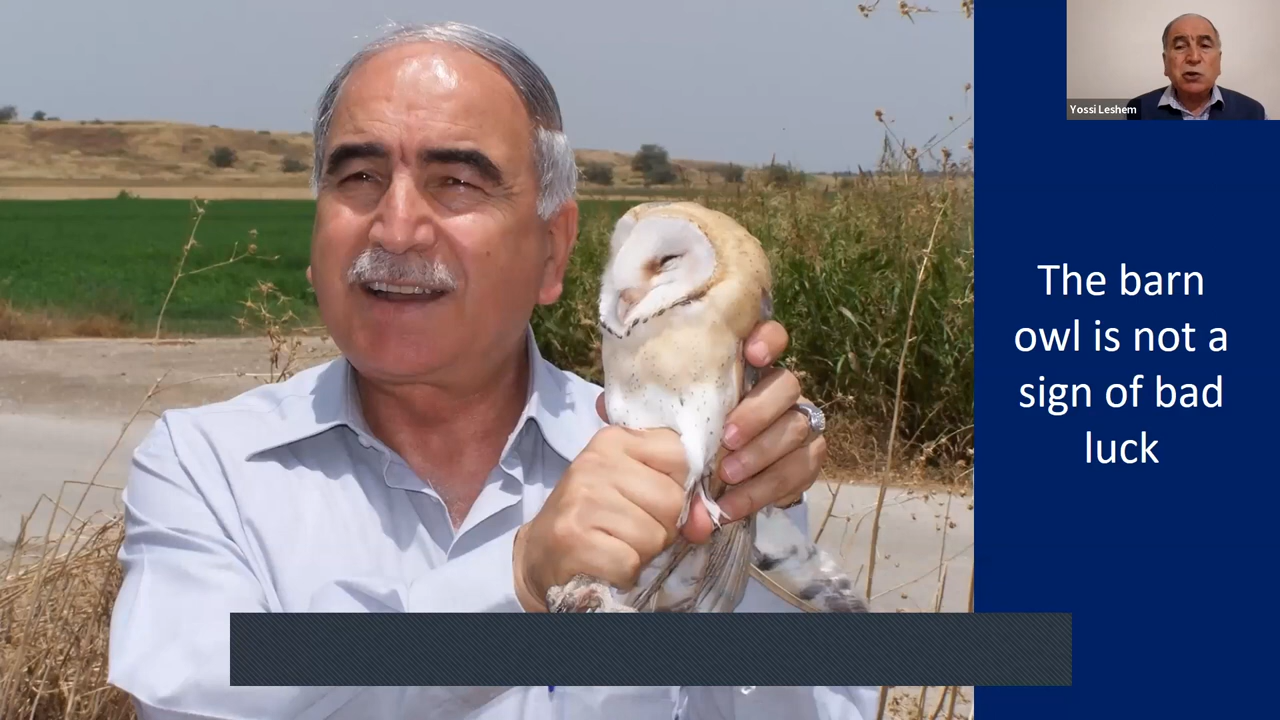 Yossi Leshem
The barn
owl is not a
sign of bad
luck